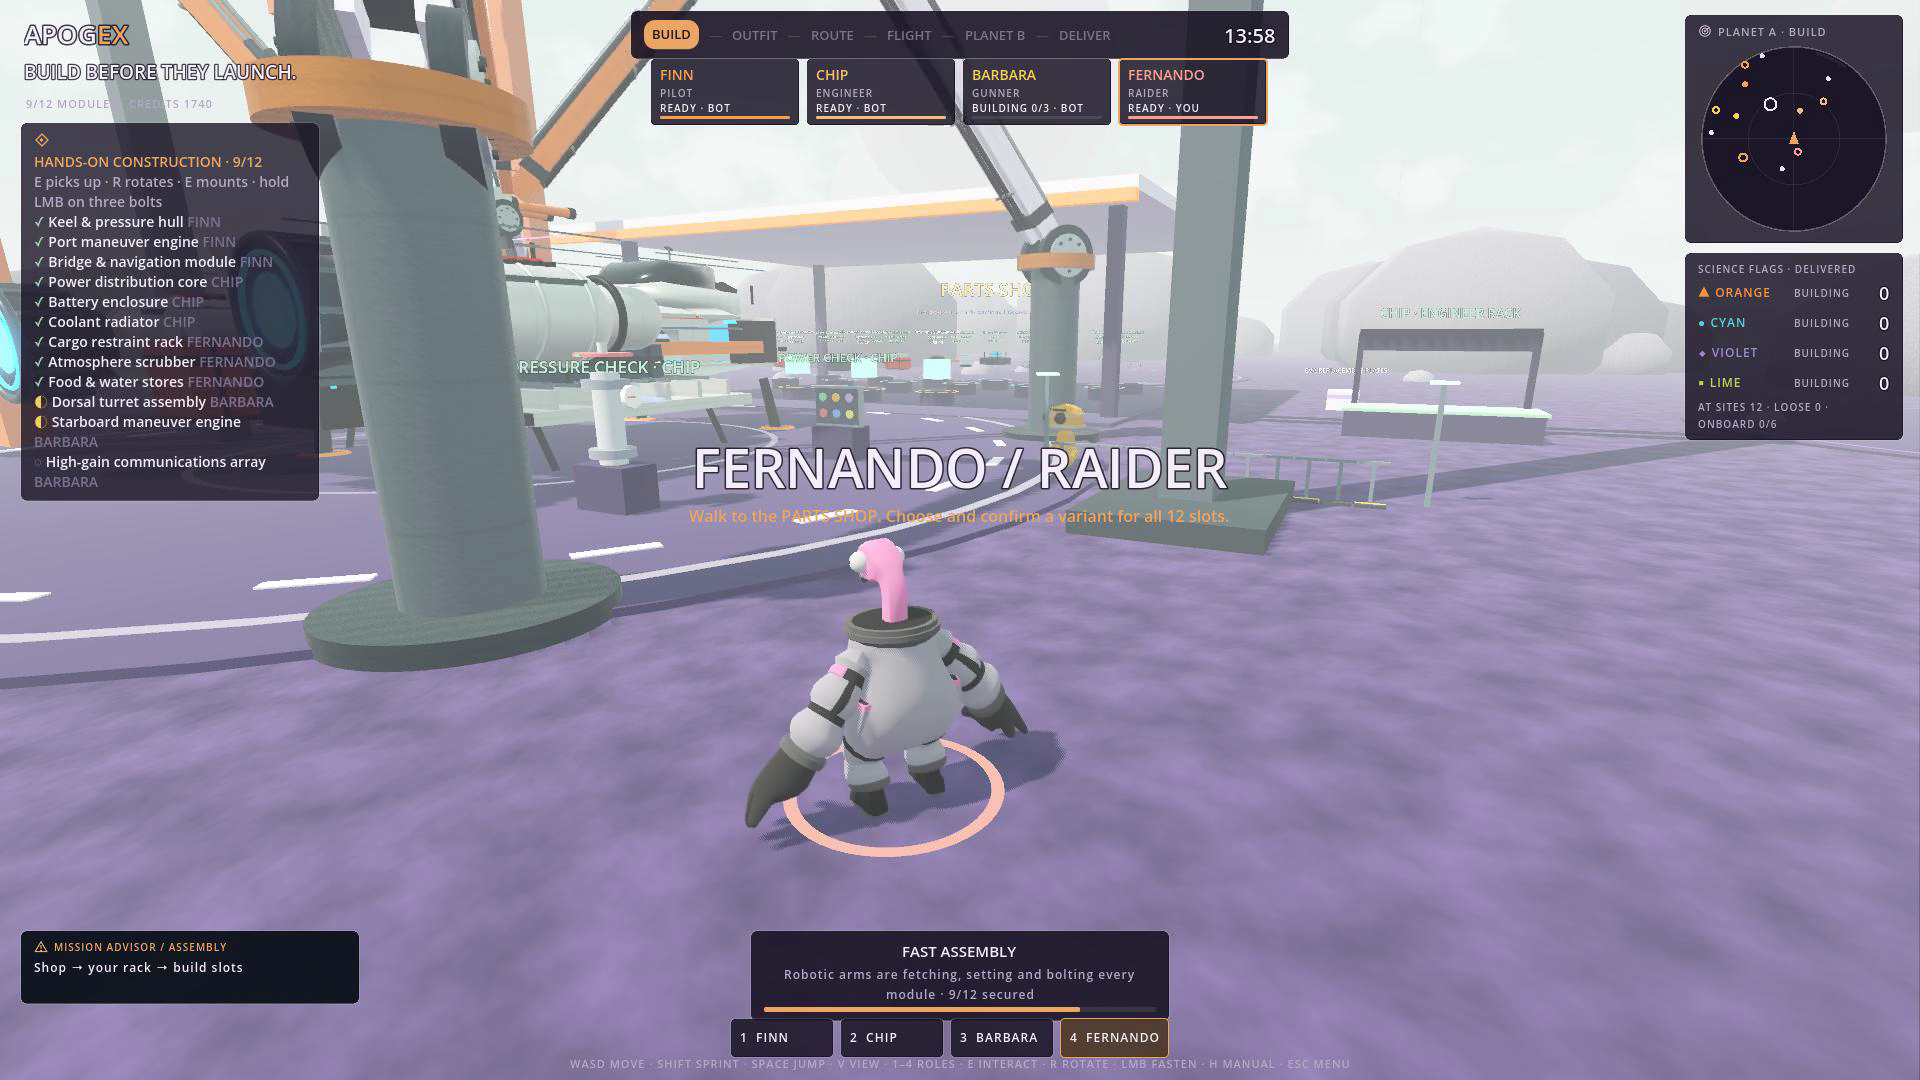 APOGEX
BUILD BEFORE THEY LAUNCH.
9/12 MODULE CREDITS 1740
BUILD — OUTFIT — ROUTE — FLIGHT — PLANET B — DELIVER
13:58
FINN
PILOT
READY · BOT
CHIP
ENGINEER
READY · BOT
BARBARA
GUNNER
BUILDING 0/3 · BOT
FERNANDO
RAIDER
READY · YOU
PLANET A · BUILD
HANDS-ON CONSTRUCTION · 9/12
E picks up · R rotates · E mounts · hold
LMB on three bolts
✓ Keel & pressure hull FINN
✓ Port maneuver engine FINN
✓ Bridge & navigation module FINN
✓ Power distribution core CHIP
✓ Battery enclosure CHIP
✓ Coolant radiator CHIP
✓ Cargo restraint rack FERNANDO
✓ Atmosphere scrubber FERNANDO
✓ Food & water stores FERNANDO
Dorsal turret assembly BARBARA
Starboard maneuver engine
BARBARA
High-gain communications array
BARBARA
SCIENCE FLAGS · DELIVERED
ORANGE BUILDING 0
CYAN BUILDING 0
VIOLET BUILDING 0
LIME BUILDING 0
AT SITES 12 · LOOSE 0 ·
ONBOARD 0/6
PARTS SHO
CHIP · ENGINEER RACK
POWER CHECK · CHIP
RESSURE CHECK · CHIP
FERNANDO / RAIDER
Walk to the PARTS SHOP. Choose and confirm a variant for all 12 slots.
MISSION ADVISOR / ASSEMBLY
Shop → your rack → build slots
FAST ASSEMBLY
Robotic arms are fetching, setting and bolting every
module · 9/12 secured
1 FINN
2 CHIP
3 BARBARA
4 FERNANDO
WASD MOVE · SHIFT SPRINT · SPACE JUMP · V VIEW · 1–4 ROLES · E INTERACT · R ROTATE · LMB FASTEN · H MANUAL · ESC MENU